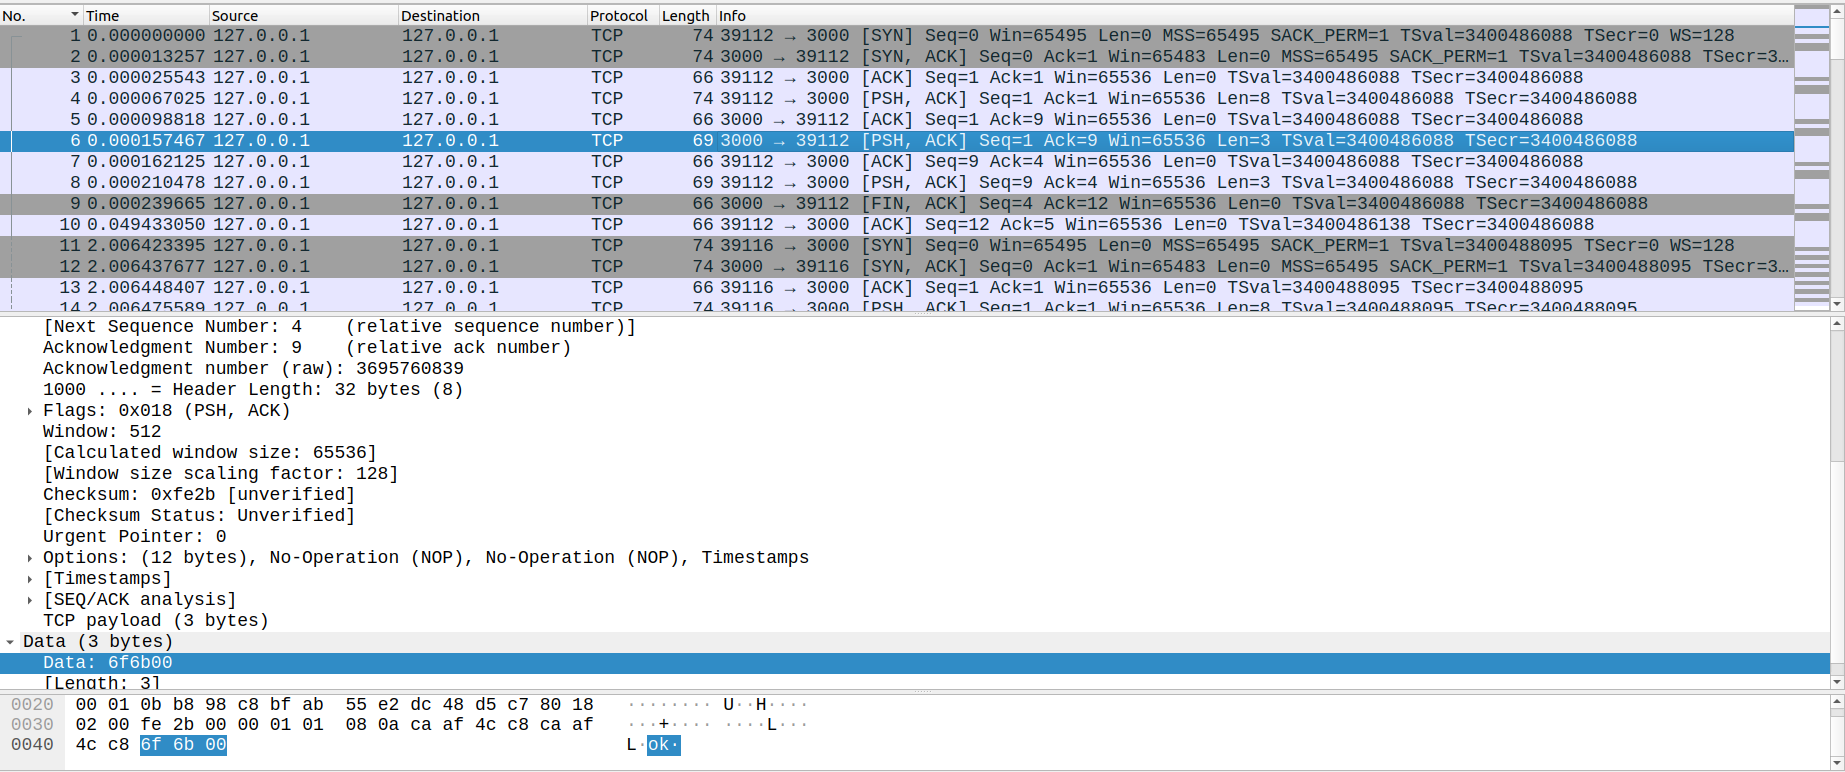 No. Time Source Destination Protocol Length Info
1 0.000000000 127.0.0.1 127.0.0.1 TCP 74 39112 → 3000 [SYN] Seq=0 Win=65495 Len=0 MSS=65495 SACK_PERM=1 TSval=3400486088 TSecr=0 WS=128
2 0.000013257 127.0.0.1 127.0.0.1 TCP 74 3000 → 39112 [SYN, ACK] Seq=0 Ack=1 Win=65483 Len=0 MSS=65495 SACK_PERM=1 TSval=3400486088 TSecr=3…
3 0.000025543 127.0.0.1 127.0.0.1 TCP 66 39112 → 3000 [ACK] Seq=1 Ack=1 Win=65536 Len=0 TSval=3400486088 TSecr=3400486088
4 0.000067025 127.0.0.1 127.0.0.1 TCP 74 39112 → 3000 [PSH, ACK] Seq=1 Ack=1 Win=65536 Len=8 TSval=3400486088 TSecr=3400486088
5 0.000098818 127.0.0.1 127.0.0.1 TCP 66 3000 → 39112 [ACK] Seq=1 Ack=9 Win=65536 Len=0 TSval=3400486088 TSecr=3400486088
6 0.000157467 127.0.0.1 127.0.0.1 TCP 69 3000 → 39112 [PSH, ACK] Seq=1 Ack=9 Win=65536 Len=3 TSval=3400486088 TSecr=3400486088
7 0.000162125 127.0.0.1 127.0.0.1 TCP 66 39112 → 3000 [ACK] Seq=9 Ack=4 Win=65536 Len=0 TSval=3400486088 TSecr=3400486088
8 0.000210478 127.0.0.1 127.0.0.1 TCP 69 39112 → 3000 [PSH, ACK] Seq=9 Ack=4 Win=65536 Len=3 TSval=3400486088 TSecr=3400486088
9 0.000239665 127.0.0.1 127.0.0.1 TCP 66 3000 → 39112 [FIN, ACK] Seq=4 Ack=12 Win=65536 Len=0 TSval=3400486088 TSecr=3400486088
10 0.049433050 127.0.0.1 127.0.0.1 TCP 66 39112 → 3000 [ACK] Seq=12 Ack=5 Win=65536 Len=0 TSval=3400486138 TSecr=3400486088
11 2.006423395 127.0.0.1 127.0.0.1 TCP 74 39116 → 3000 [SYN] Seq=0 Win=65495 Len=0 MSS=65495 SACK_PERM=1 TSval=3400488095 TSecr=0 WS=128
12 2.006437677 127.0.0.1 127.0.0.1 TCP 74 3000 → 39116 [SYN, ACK] Seq=0 Ack=1 Win=65483 Len=0 MSS=65495 SACK_PERM=1 TSval=3400488095 TSecr=3…
13 2.006448407 127.0.0.1 127.0.0.1 TCP 66 39116 → 3000 [ACK] Seq=1 Ack=1 Win=65536 Len=0 TSval=3400488095 TSecr=3400488095
14 2.006475589 127.0.0.1 127.0.0.1 TCP 74 39116 → 3000 [PSH, ACK] Seq=1 Ack=1 Win=65536 Len=8 TSval=3400488095 TSecr=3400488095
[Next Sequence Number: 4 (relative sequence number)]
Acknowledgment Number: 9 (relative ack number)
Acknowledgment number (raw): 3695760839
1000 .... = Header Length: 32 bytes (8)
Flags: 0x018 (PSH, ACK)
Window: 512
[Calculated window size: 65536]
[Window size scaling factor: 128]
Checksum: 0xfe2b [unverified]
[Checksum Status: Unverified]
Urgent Pointer: 0
Options: (12 bytes), No-Operation (NOP), No-Operation (NOP), Timestamps
[Timestamps]
[SEQ/ACK analysis]
TCP payload (3 bytes)
Data (3 bytes)
Data: 6f6b00
[Length: 3]
0020 00 01 0b b8 98 c8 bf ab 55 e2 dc 48 d5 c7 80 18 ········ U··H····
0030 02 00 fe 2b 00 00 01 01 08 0a ca af 4c c8 ca af ···+···· ····L···
0040 4c c8 6f 6b 00 L·ok·